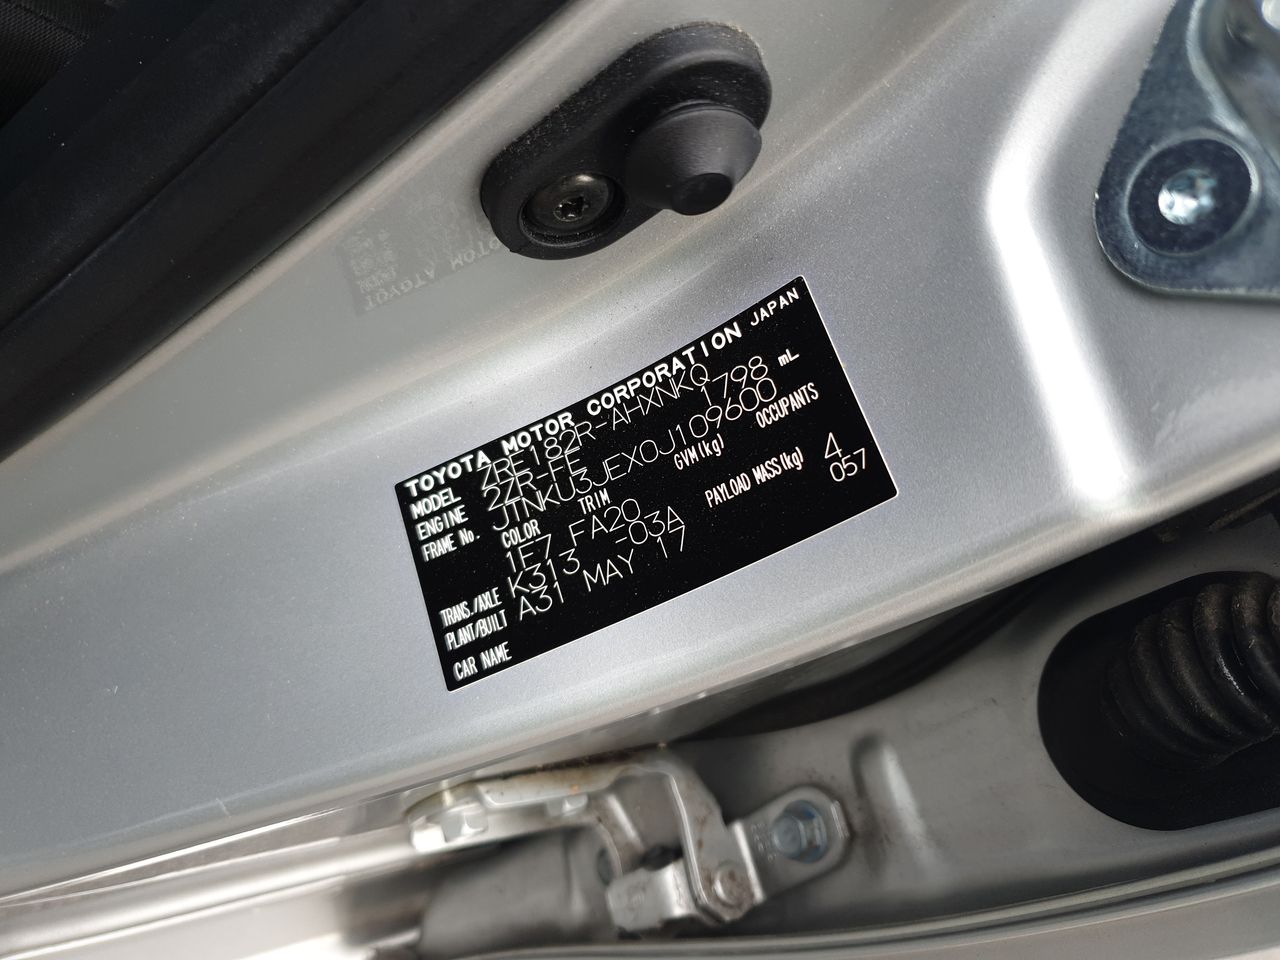 TOYOTA MOTOR CORPORATION JAPAN
MODEL ZRE182R-AHXNKQ
ENGINE 2ZR-FE 1798 mL
FRAME No. JTNKU3JEX0J109600
COLOR TRIM GVM(kg) OCCUPANTS
1E7 FA20 4
TRANS./AXLE K313 -03A PAYLOAD MASS(kg) 057
PLANT/BUILT A31 MAY 17
CAR NAME